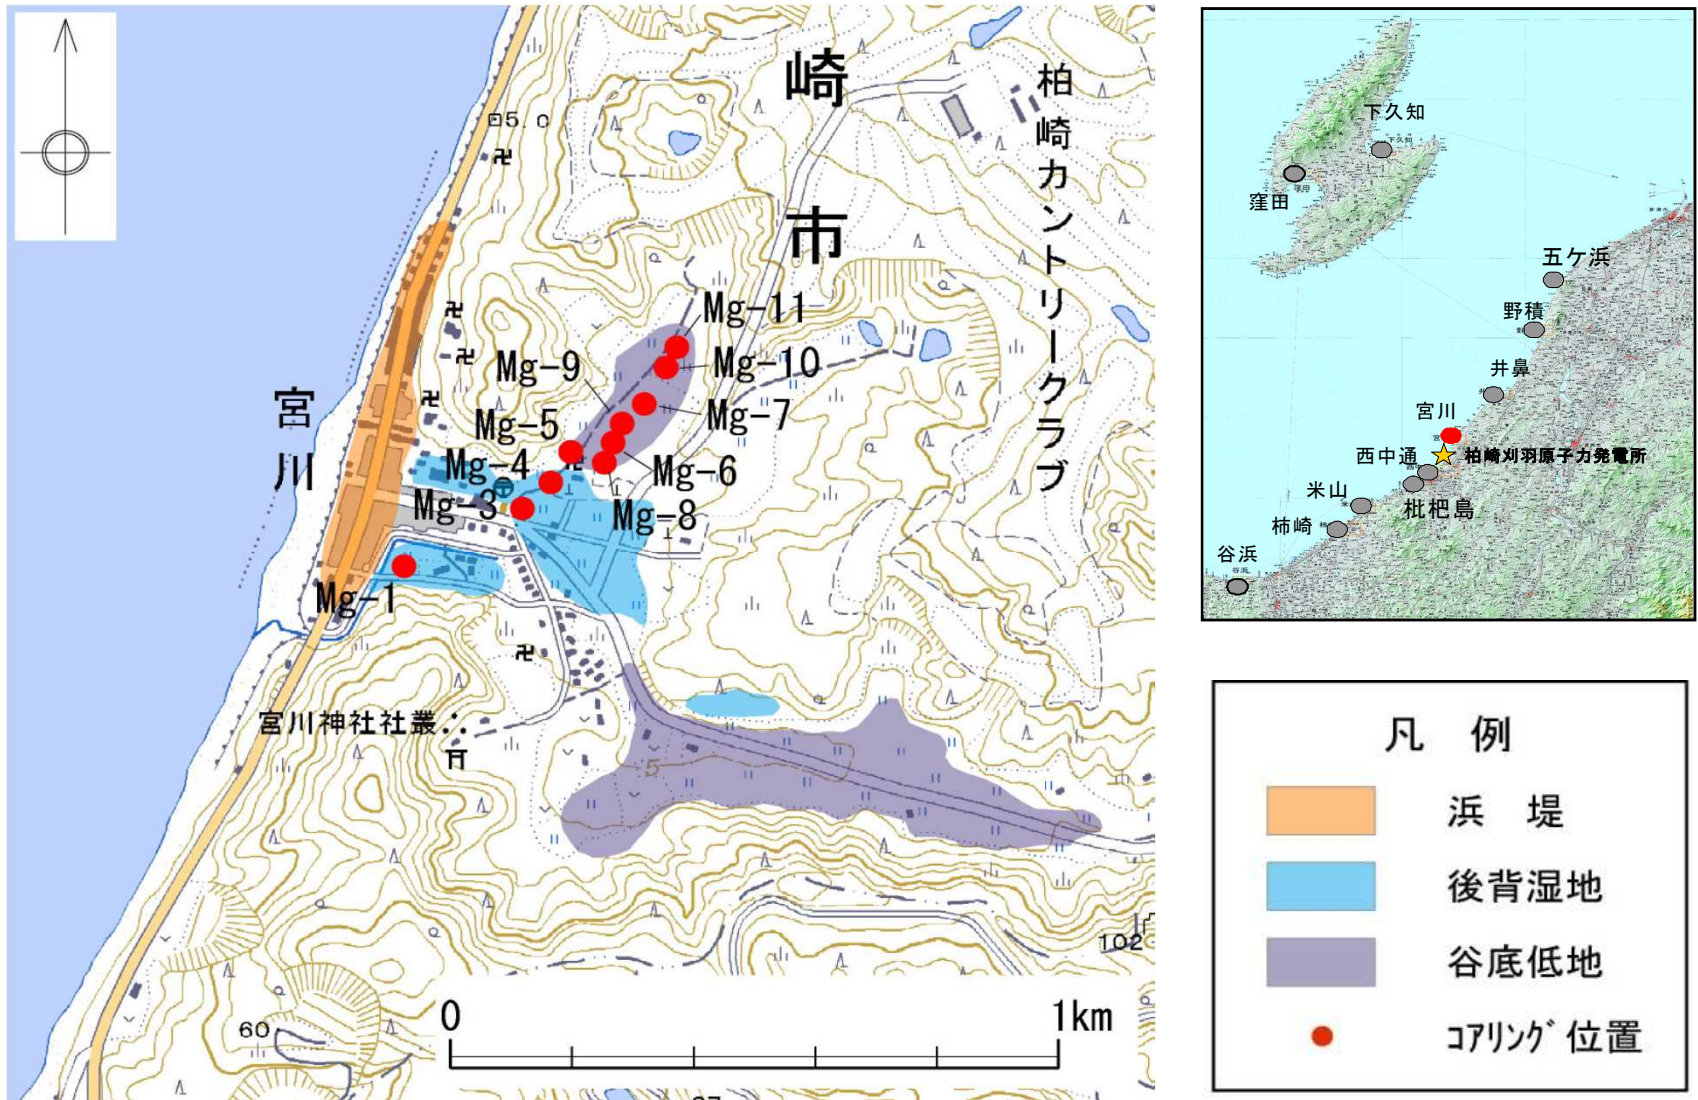 崎市
柏崎カントリークラブ
5.0
Mg-11
Mg-10
Mg-9
Mg-7
Mg-5
Mg-4
Mg-6
Mg-3
Mg-8
Mg-1
宮川
宮川神社社叢
5
102
60
0
1km
下久知
窪田
五ケ浜
野積
井鼻
宮川
西中通
柏崎刈羽原子力発電所
米山
枇杷島
柿崎
谷浜
凡 例
浜 堤
後背湿地
谷底低地
コアリング位置